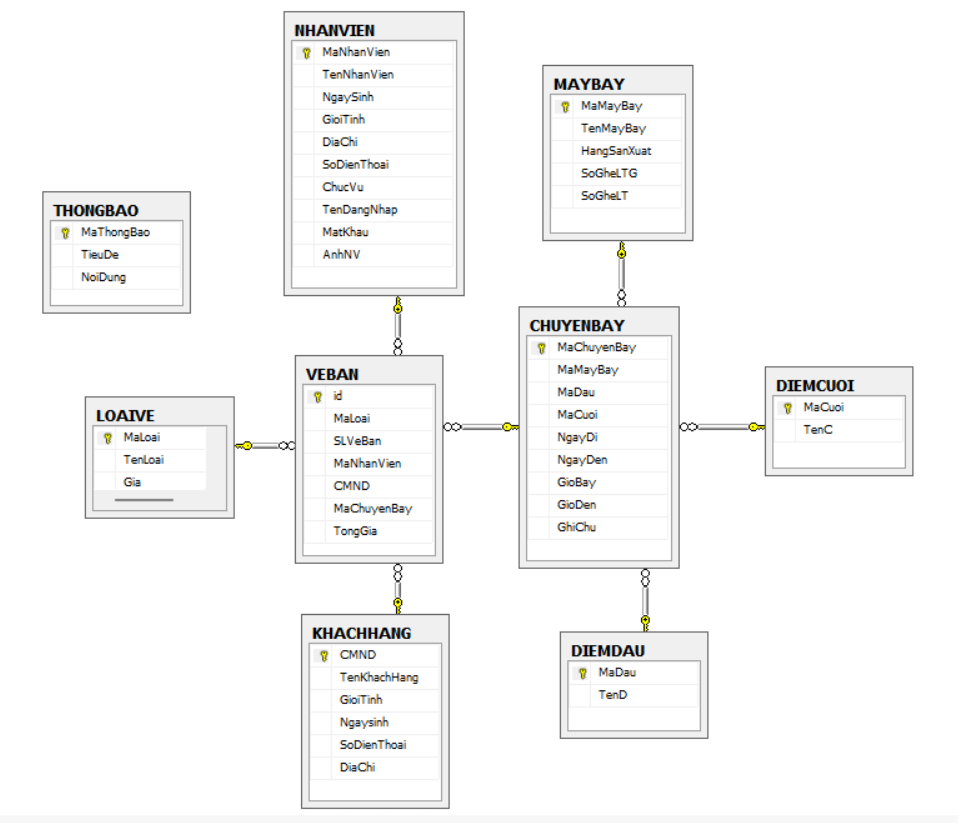 NHANVIEN
MaNhanVien
TenNhanVien
NgaySinh
GioiTinh
DiaChi
SoDienThoai
ChucVu
TenDangNhap
MatKhau
AnhNV
MAYBAY
MaMayBay
TenMayBay
HangSanXuat
SoGheLTG
SoGheLT
THONGBAO
MaThongBao
TieuDe
NoiDung
CHUYENBAY
MaChuyenBay
MaMayBay
MaDau
MaCuoi
NgayDi
NgayDen
GioBay
GioDen
GhiChu
VEBAN
id
MaLoai
SLVeBan
MaNhanVien
CMND
MaChuyenBay
TongGia
DIEMCUOI
MaCuoi
TenC
LOAIVE
MaLoai
TenLoai
Gia
KHACHHANG
CMND
TenKhachHang
GioiTinh
Ngaysinh
SoDienThoai
DiaChi
DIEMDAU
MaDau
TenD